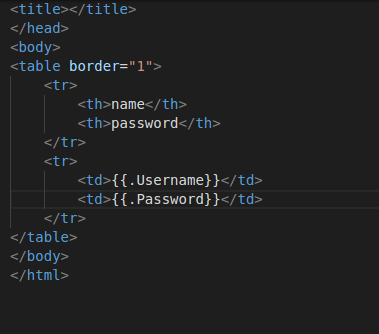 <title></title>
</head>
<body>
<table border="1">
    <tr>
        <th>name</th>
        <th>password</th>
    </tr>
    <tr>
        <td>{{.Username}}</td>
        <td>{{.Password}}</td>
    </tr>
</table>
</body>
</html>